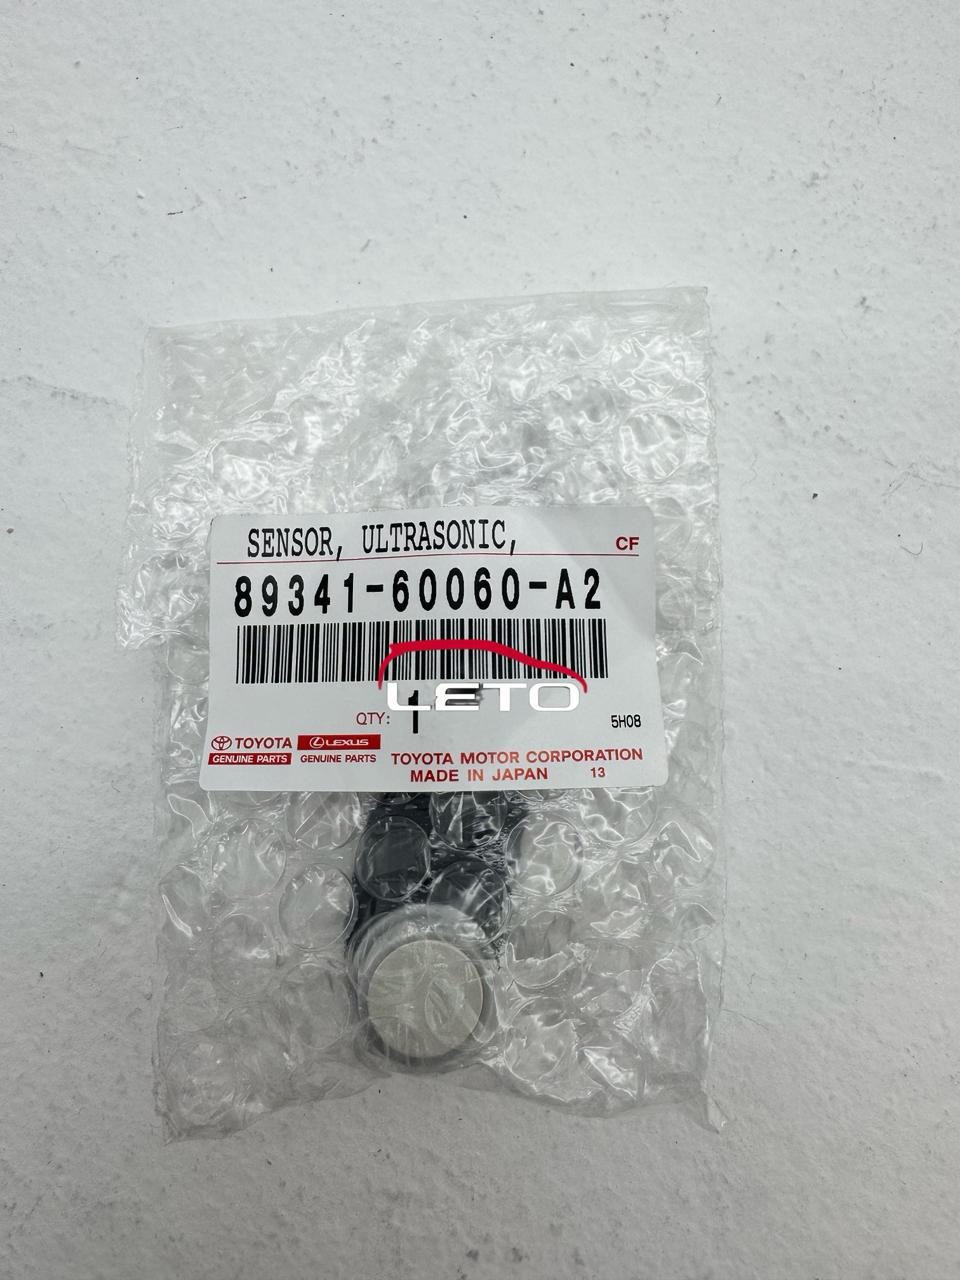 SENSOR, ULTRASONIC,
CF
89341-60060-A2
LETO
QTY: 1
5H08
TOYOTA LEXUS
GENUINE PARTS GENUINE PARTS
TOYOTA MOTOR CORPORATION
MADE IN JAPAN 13